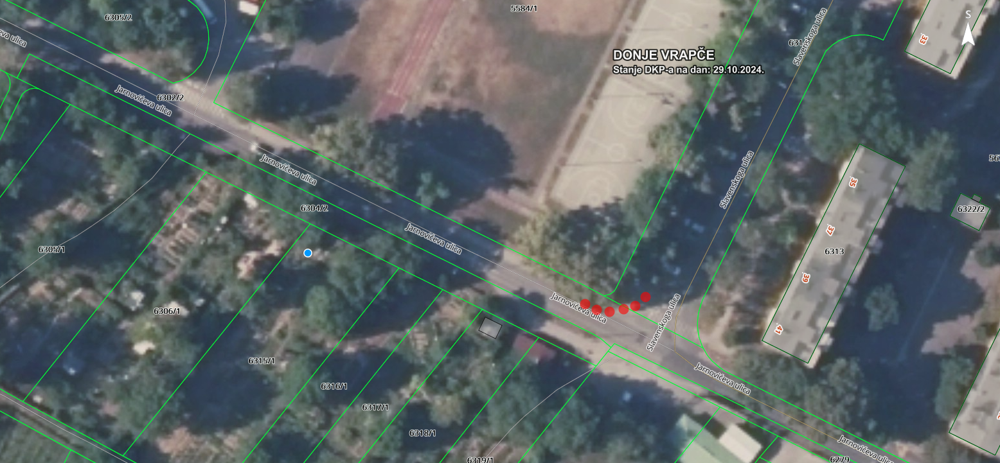 6305/2
5584/1
S
631
Slavenskoga ulica
33
DONJE VRAPČE
Stanje DKP-a na dan: 29.10.2024.
eva ulica
6302/2
Jarnovićeva ulica
Jarnovićeva ulica
Slavenskoga ulica
35
56
6304/2
6322/2
Jarnovićeva ulica
37
6305/1
6313
39
6306/1
Jarnovićeva ulica
Slavenskoga ulica
41
6315/1
Jarnovićeva ulica
6316/1
6317/1
6318/1
Jarnovićeva ulica
6319/1
6279